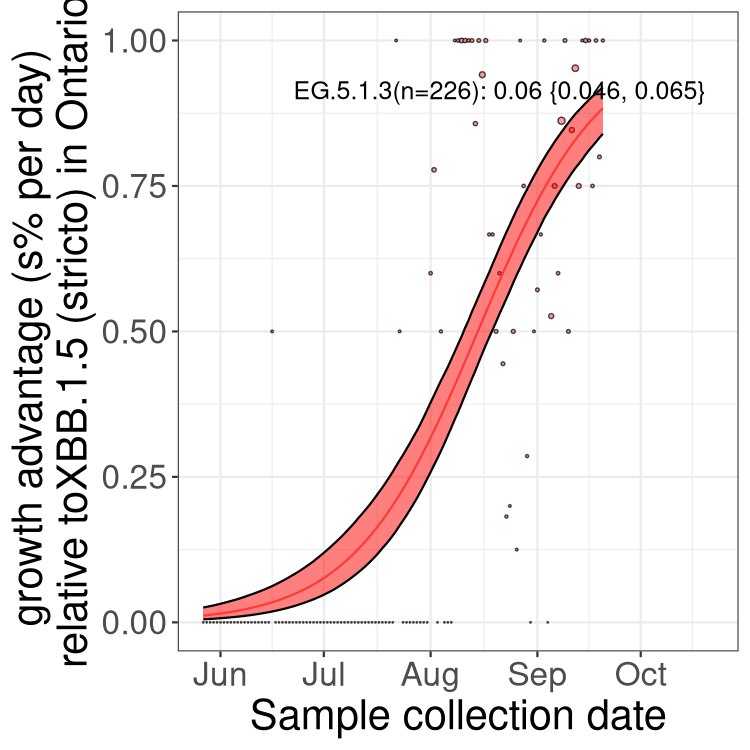 growth advantage (s% per day)
relative toXBB.1.5 (stricto) in Ontario
1.00
0.75
0.50
0.25
0.00
EG.5.1.3(n=226): 0.06 {0.046, 0.065}
Jun Jul Aug Sep Oct
Sample collection date